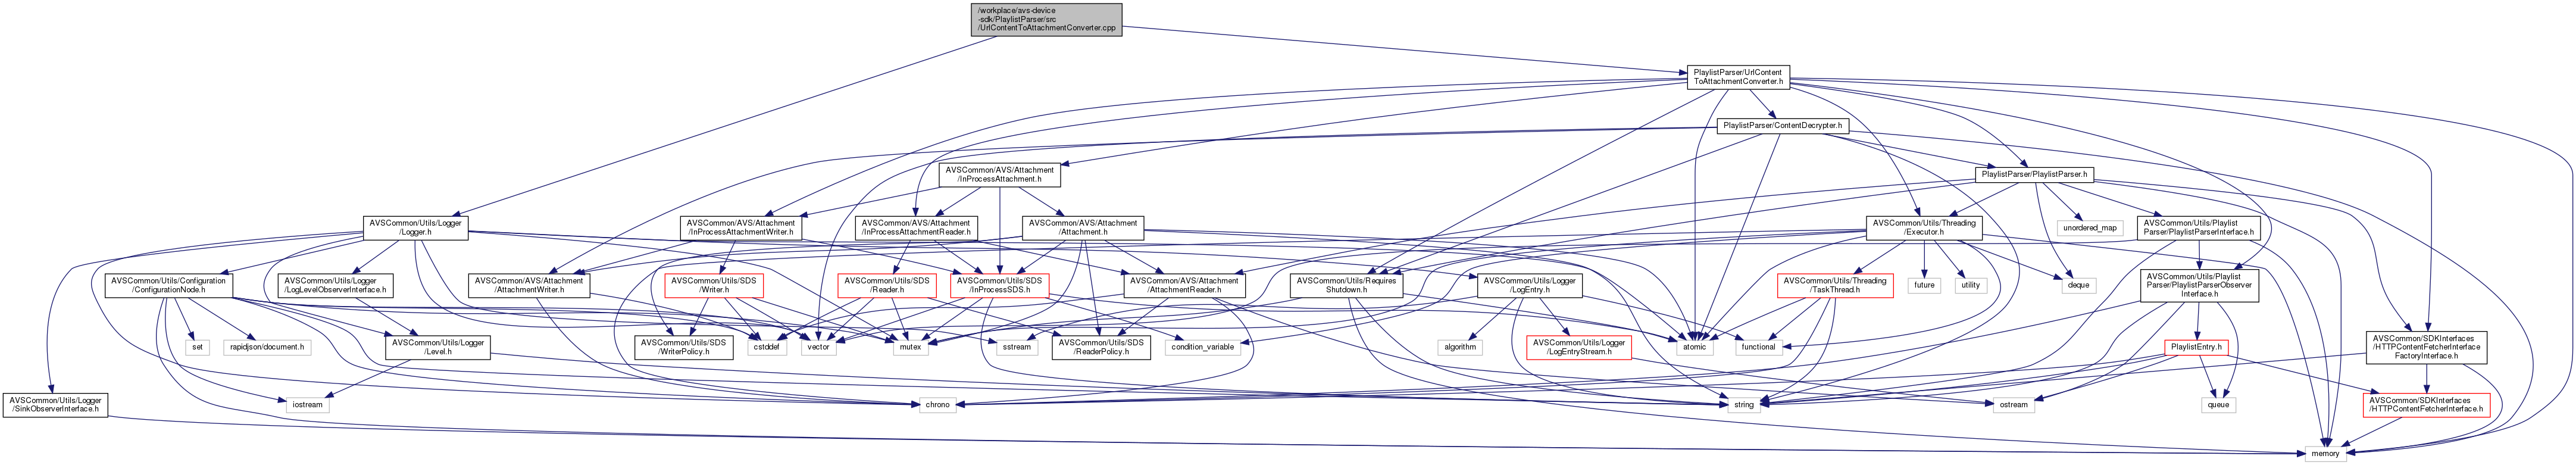 /workplace/avs-device
-sdk/PlaylistParser/src
/UrlContentToAttachmentConverter.cpp
PlaylistParser/UrlContent
ToAttachmentConverter.h
PlaylistParser/ContentDecrypter.h
AVSCommon/AVS/Attachment
/InProcessAttachment.h
PlaylistParser/PlaylistParser.h
AVSCommon/Utils/Logger
/Logger.h
AVSCommon/AVS/Attachment
/InProcessAttachmentWriter.h
AVSCommon/AVS/Attachment
/InProcessAttachmentReader.h
AVSCommon/AVS/Attachment
/Attachment.h
AVSCommon/Utils/Threading
/Executor.h
unordered_map
AVSCommon/Utils/Playlist
Parser/PlaylistParserInterface.h
AVSCommon/Utils/Configuration
/ConfigurationNode.h
AVSCommon/Utils/Logger
/LogLevelObserverInterface.h
AVSCommon/AVS/Attachment
/AttachmentWriter.h
AVSCommon/Utils/SDS
/Writer.h
AVSCommon/Utils/SDS
/Reader.h
AVSCommon/Utils/SDS
/InProcessSDS.h
AVSCommon/AVS/Attachment
/AttachmentReader.h
AVSCommon/Utils/Requires
Shutdown.h
AVSCommon/Utils/Logger
/LogEntry.h
AVSCommon/Utils/Threading
/TaskThread.h
future
utility
deque
AVSCommon/Utils/Playlist
Parser/PlaylistParserObserver
Interface.h
set
rapidjson/document.h
AVSCommon/Utils/Logger
/Level.h
AVSCommon/Utils/SDS
/WriterPolicy.h
cstddef
vector
mutex
sstream
AVSCommon/Utils/SDS
/ReaderPolicy.h
condition_variable
algorithm
AVSCommon/Utils/Logger
/LogEntryStream.h
atomic
functional
PlaylistEntry.h
AVSCommon/SDKInterfaces
/HTTPContentFetcherInterface
FactoryInterface.h
AVSCommon/Utils/Logger
/SinkObserverInterface.h
iostream
chrono
string
ostream
queue
AVSCommon/SDKInterfaces
/HTTPContentFetcherInterface.h
memory